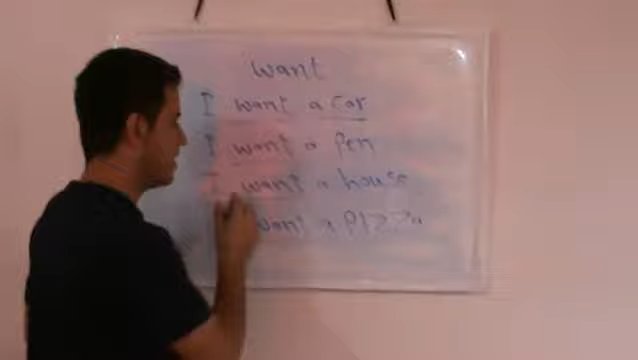 want
I want a car
I want a pen
I want a house
want a pizza